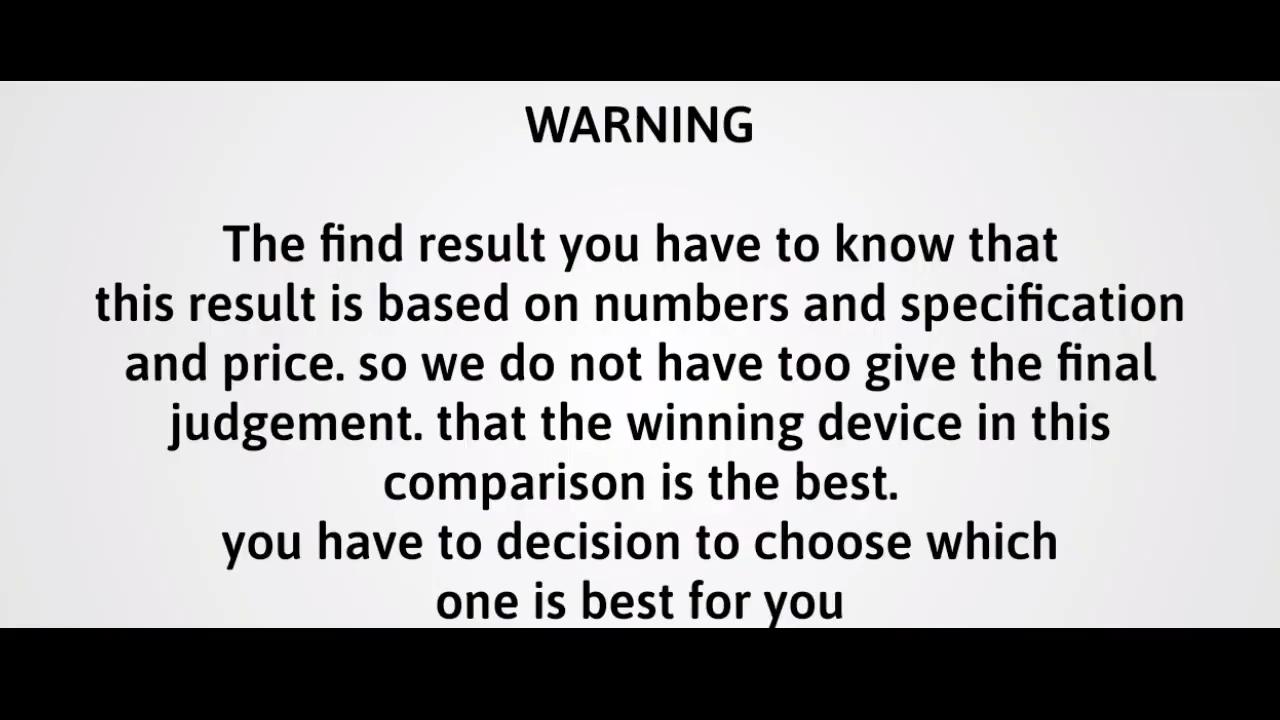 WARNING
The find result you have to know that
this result is based on numbers and specification
and price. so we do not have too give the final
judgement. that the winning device in this
comparison is the best.
you have to decision to choose which
one is best for you